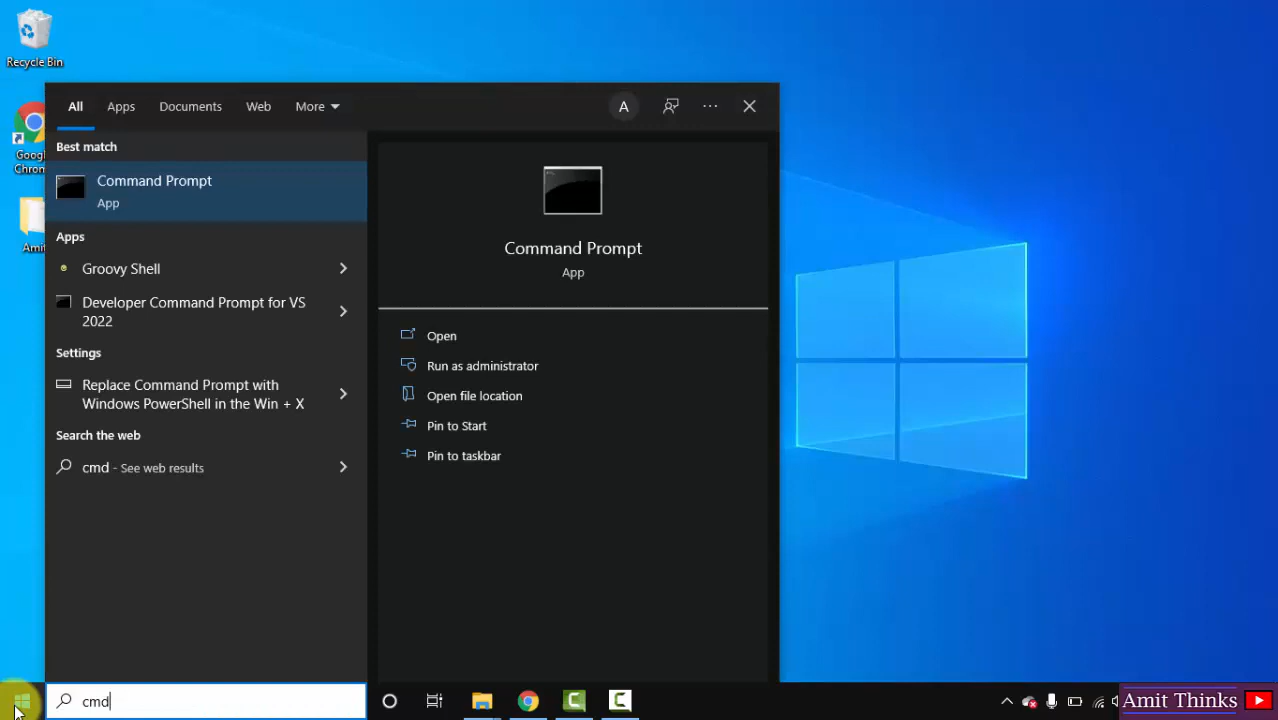 Recycle Bin
Google
Chrome
Amit
All
Apps
Documents
Web
More
A
Best match
Command Prompt
App
Apps
Groovy Shell
Developer Command Prompt for VS
2022
Settings
Replace Command Prompt with
Windows PowerShell in the Win + X
Search the web
cmd - See web results
Command Prompt
App
Open
Run as administrator
Open file location
Pin to Start
Pin to taskbar
cmd
Amit Thinks